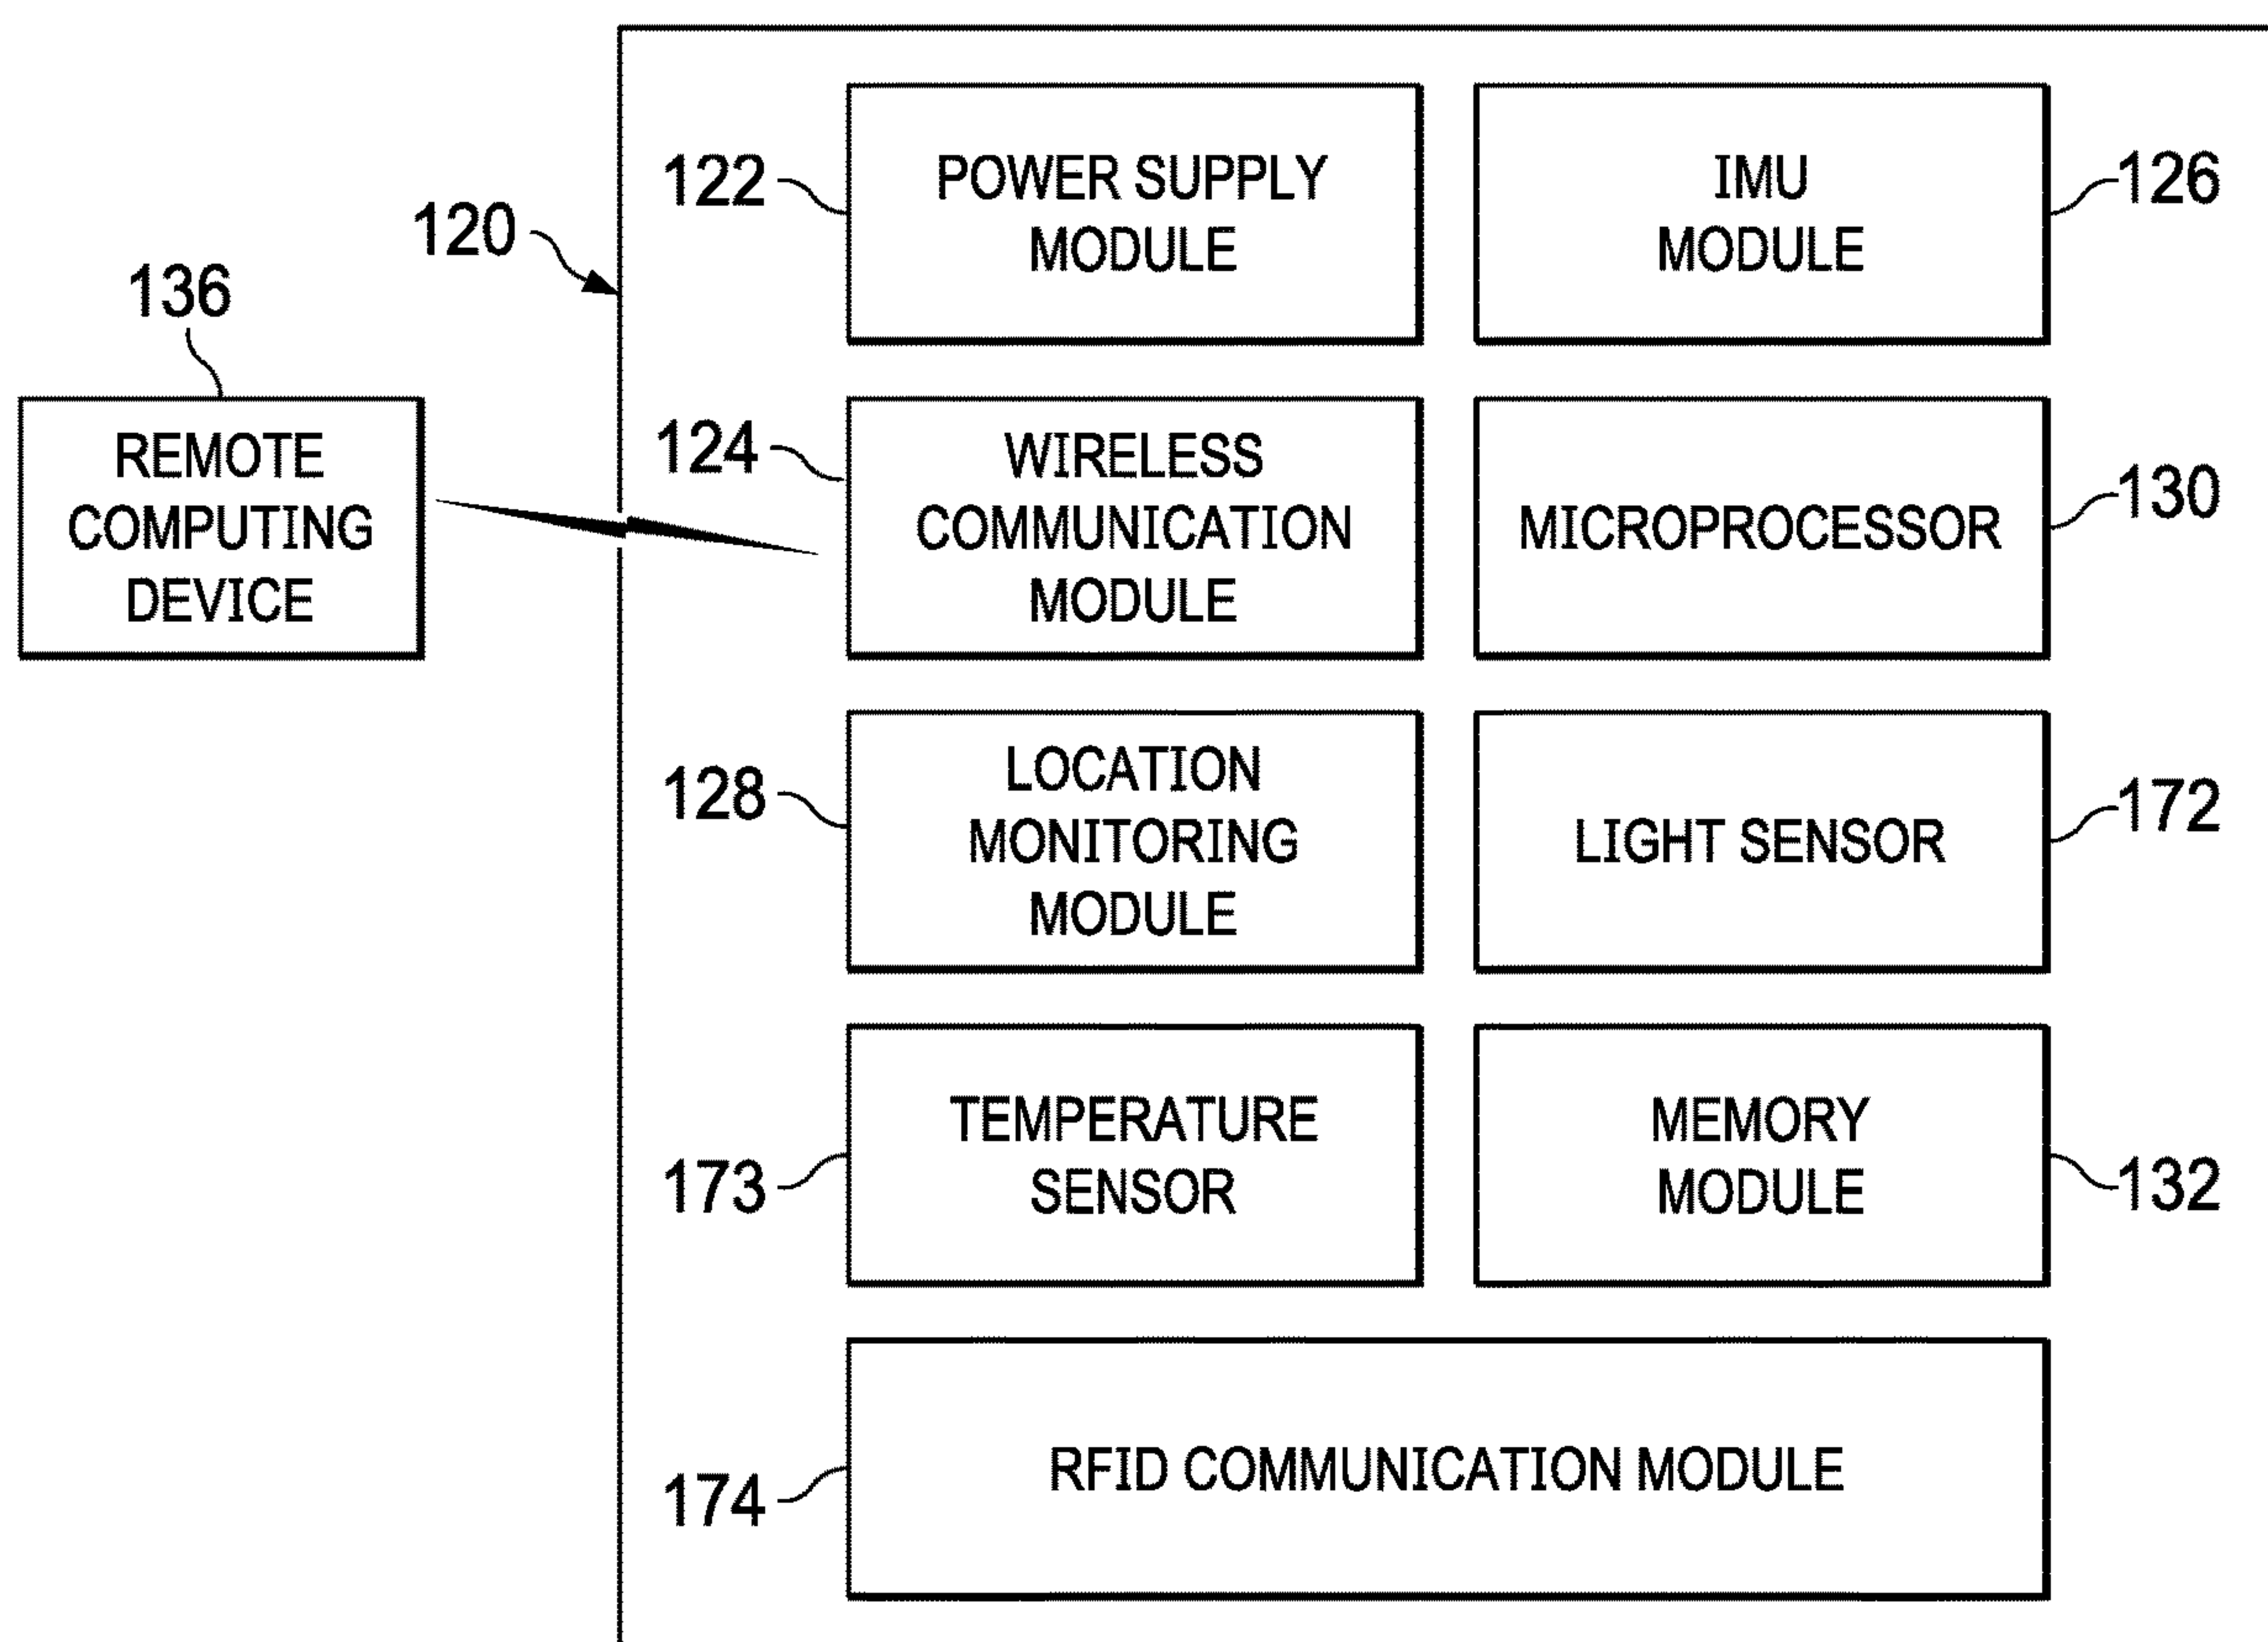 122
POWER SUPPLY
MODULE
IMU
MODULE
126
120
136
REMOTE
COMPUTING
DEVICE
124
WIRELESS
COMMUNICATION
MODULE
MICROPROCESSOR
130
128
LOCATION
MONITORING
MODULE
LIGHT SENSOR
172
173
TEMPERATURE
SENSOR
MEMORY
MODULE
132
174
RFID COMMUNICATION MODULE